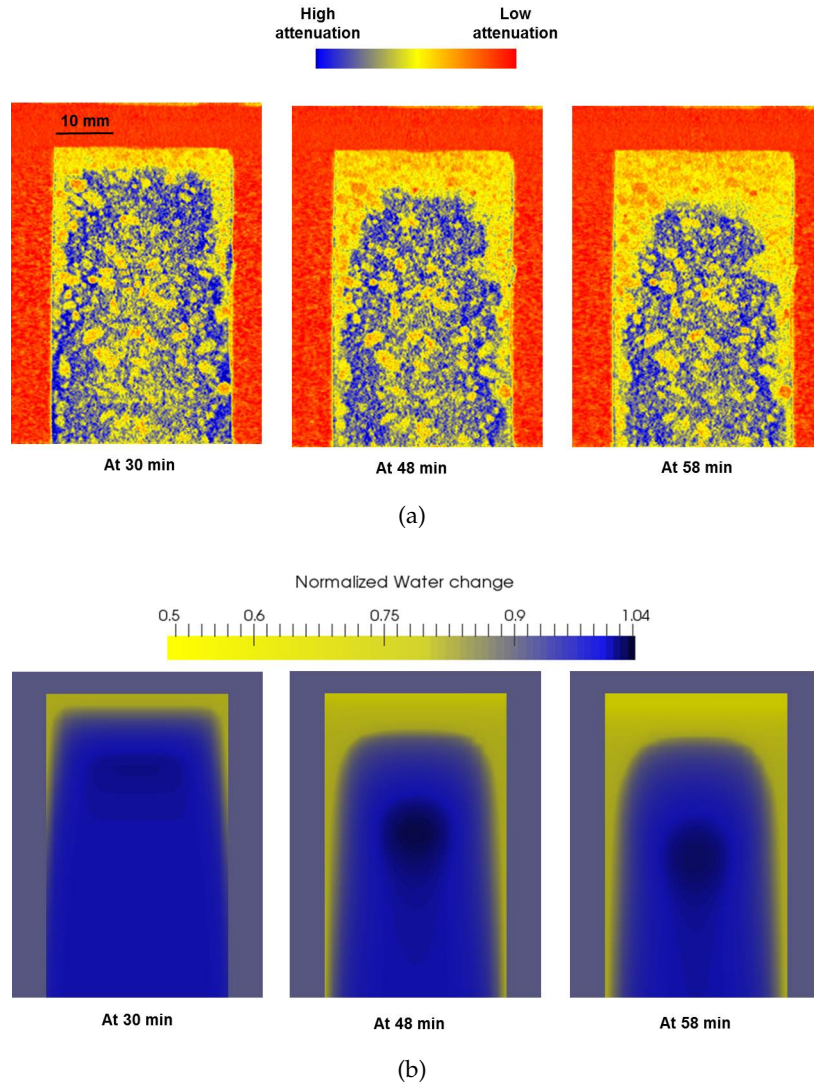 High attenuation
Low attenuation
10 mm
At 30 min
At 48 min
At 58 min
(a)
Normalized Water change
0.5 0.6 0.75 0.9 1.04
At 30 min
At 48 min
At 58 min
(b)